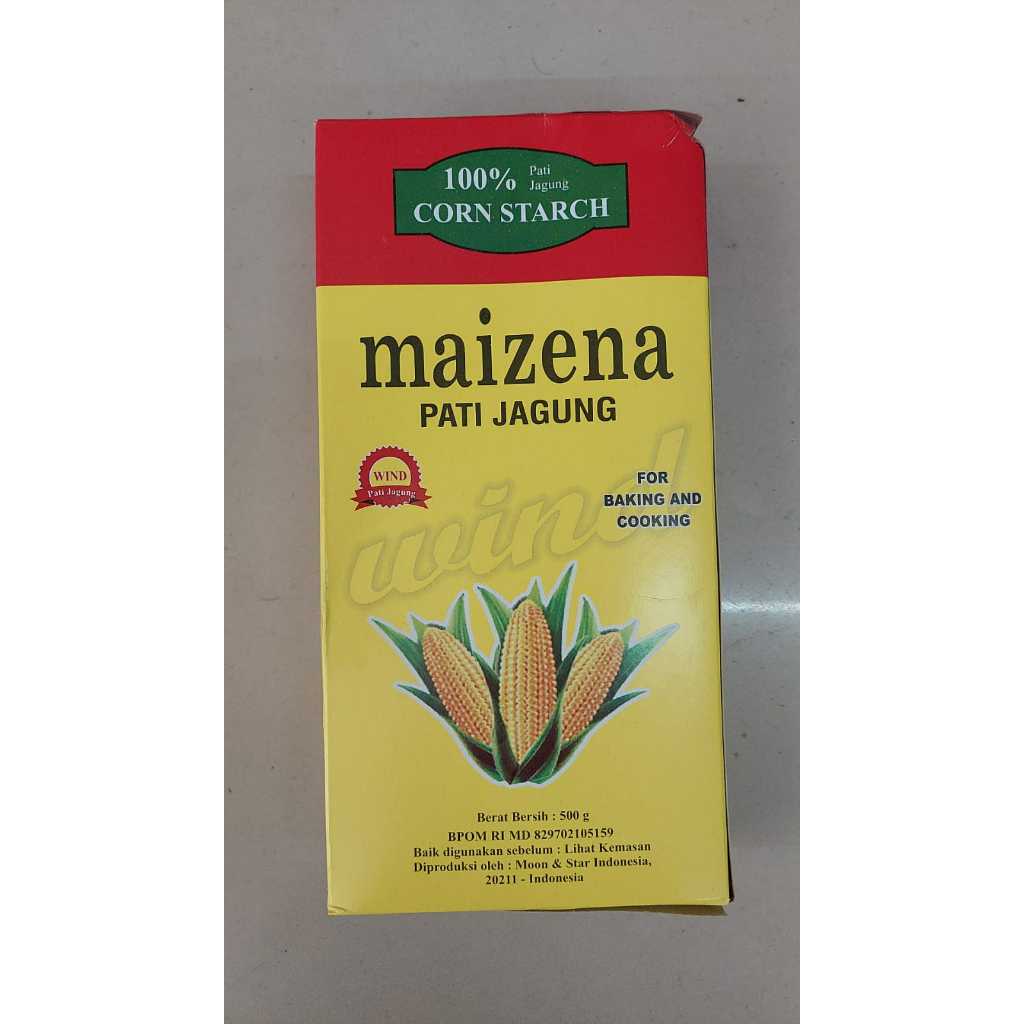 100% Pati Jagung
CORN STARCH
maizena
PATI JAGUNG
WIND
Pati Jagung
wind
FOR
BAKING AND
COOKING
Berat Bersih : 500 g
BPOM RI MD 829702105159
Baik digunakan sebelum : Lihat Kemasan
Diproduksi oleh : Moon & Star Indonesia,
20211 - Indonesia